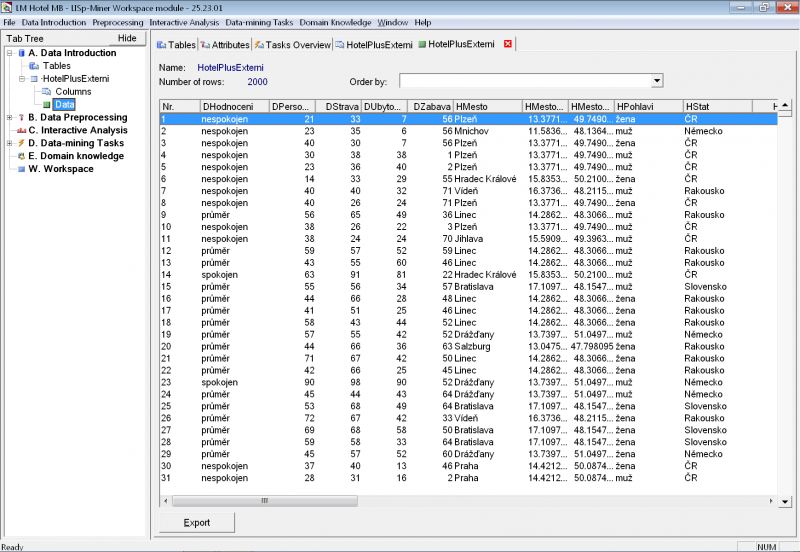 LM Hotel MB - LISp-Miner Workspace module - 25.23.01
File Data Introduction Preprocessing Interactive Analysis Data-mining Tasks Domain Knowledge Window Help
Tab Tree Hide
A. Data Introduction
Tables
HotelPlusExterni
Columns
Data
B. Data Preprocessing
C. Interactive Analysis
D. Data-mining Tasks
E. Domain knowledge
W. Workspace
Tables Attributes Tasks Overview HotelPlusExterni HotelPlusExterni
Name: HotelPlusExterni
Number of rows: 2000 Order by:
Nr. DHodnoceni DPerso... DStrava DUbyto... DZabava HMesto HMesto... HMesto... HPohlavi HStat H
1 nespokojen 21 33 7 56 Plzeň 13.3771... 49.7490... žena ČR
2 nespokojen 23 35 6 56 Mnichov 11.5836... 48.1364... muž Německo
3 nespokojen 40 30 7 56 Plzeň 13.3771... 49.7490... žena ČR
4 nespokojen 30 38 38 1 Plzeň 13.3771... 49.7490... muž ČR
5 nespokojen 23 36 40 2 Plzeň 13.3771... 49.7490... muž ČR
6 nespokojen 14 33 29 55 Hradec Králové 15.8353... 50.2100... žena ČR
7 nespokojen 40 40 32 71 Vídeň 16.3736... 48.2115... muž Rakousko
8 nespokojen 40 26 24 71 Plzeň 13.3771... 49.7490... žena ČR
9 průměr 56 65 49 36 Linec 14.2862... 48.3066... muž Rakousko
10 nespokojen 38 26 22 3 Plzeň 13.3771... 49.7490... muž ČR
11 nespokojen 38 24 24 70 Jihlava 15.5909... 49.3963... muž ČR
12 průměr 59 57 52 59 Linec 14.2862... 48.3066... muž Rakousko
13 průměr 43 55 60 46 Linec 14.2862... 48.3066... muž Rakousko
14 spokojen 63 91 81 22 Hradec Králové 15.8353... 50.2100... muž ČR
15 průměr 55 56 34 57 Bratislava 17.1097... 48.1547... muž Slovensko
16 průměr 44 66 28 48 Linec 14.2862... 48.3066... žena Rakousko
17 průměr 41 51 25 46 Linec 14.2862... 48.3066... žena Rakousko
18 průměr 58 43 44 52 Linec 14.2862... 48.3066... žena Rakousko
19 průměr 57 55 42 52 Drážďany 13.7397... 51.0497... muž Německo
20 průměr 44 66 36 63 Salzburg 13.0475... 47.798095 žena Rakousko
21 průměr 71 67 42 50 Linec 14.2862... 48.3066... žena Rakousko
22 průměr 42 66 25 45 Linec 14.2862... 48.3066... žena Rakousko
23 spokojen 90 98 90 52 Drážďany 13.7397... 51.0497... muž Německo
24 průměr 45 44 43 64 Drážďany 13.7397... 51.0497... muž Německo
25 průměr 53 68 49 64 Bratislava 17.1097... 48.1547... žena Slovensko
26 průměr 72 67 42 33 Vídeň 16.3736... 48.2115... žena Rakousko
27 průměr 69 68 58 50 Bratislava 17.1097... 48.1547... žena Slovensko
28 průměr 59 58 33 64 Bratislava 17.1097... 48.1547... žena Slovensko
29 průměr 45 57 52 60 Drážďany 13.7397... 51.0497... muž Německo
30 nespokojen 37 40 13 46 Praha 14.4212... 50.0874... žena ČR
31 nespokojen 28 31 16 2 Praha 14.4212... 50.0874... muž ČR
Export
Ready NUM